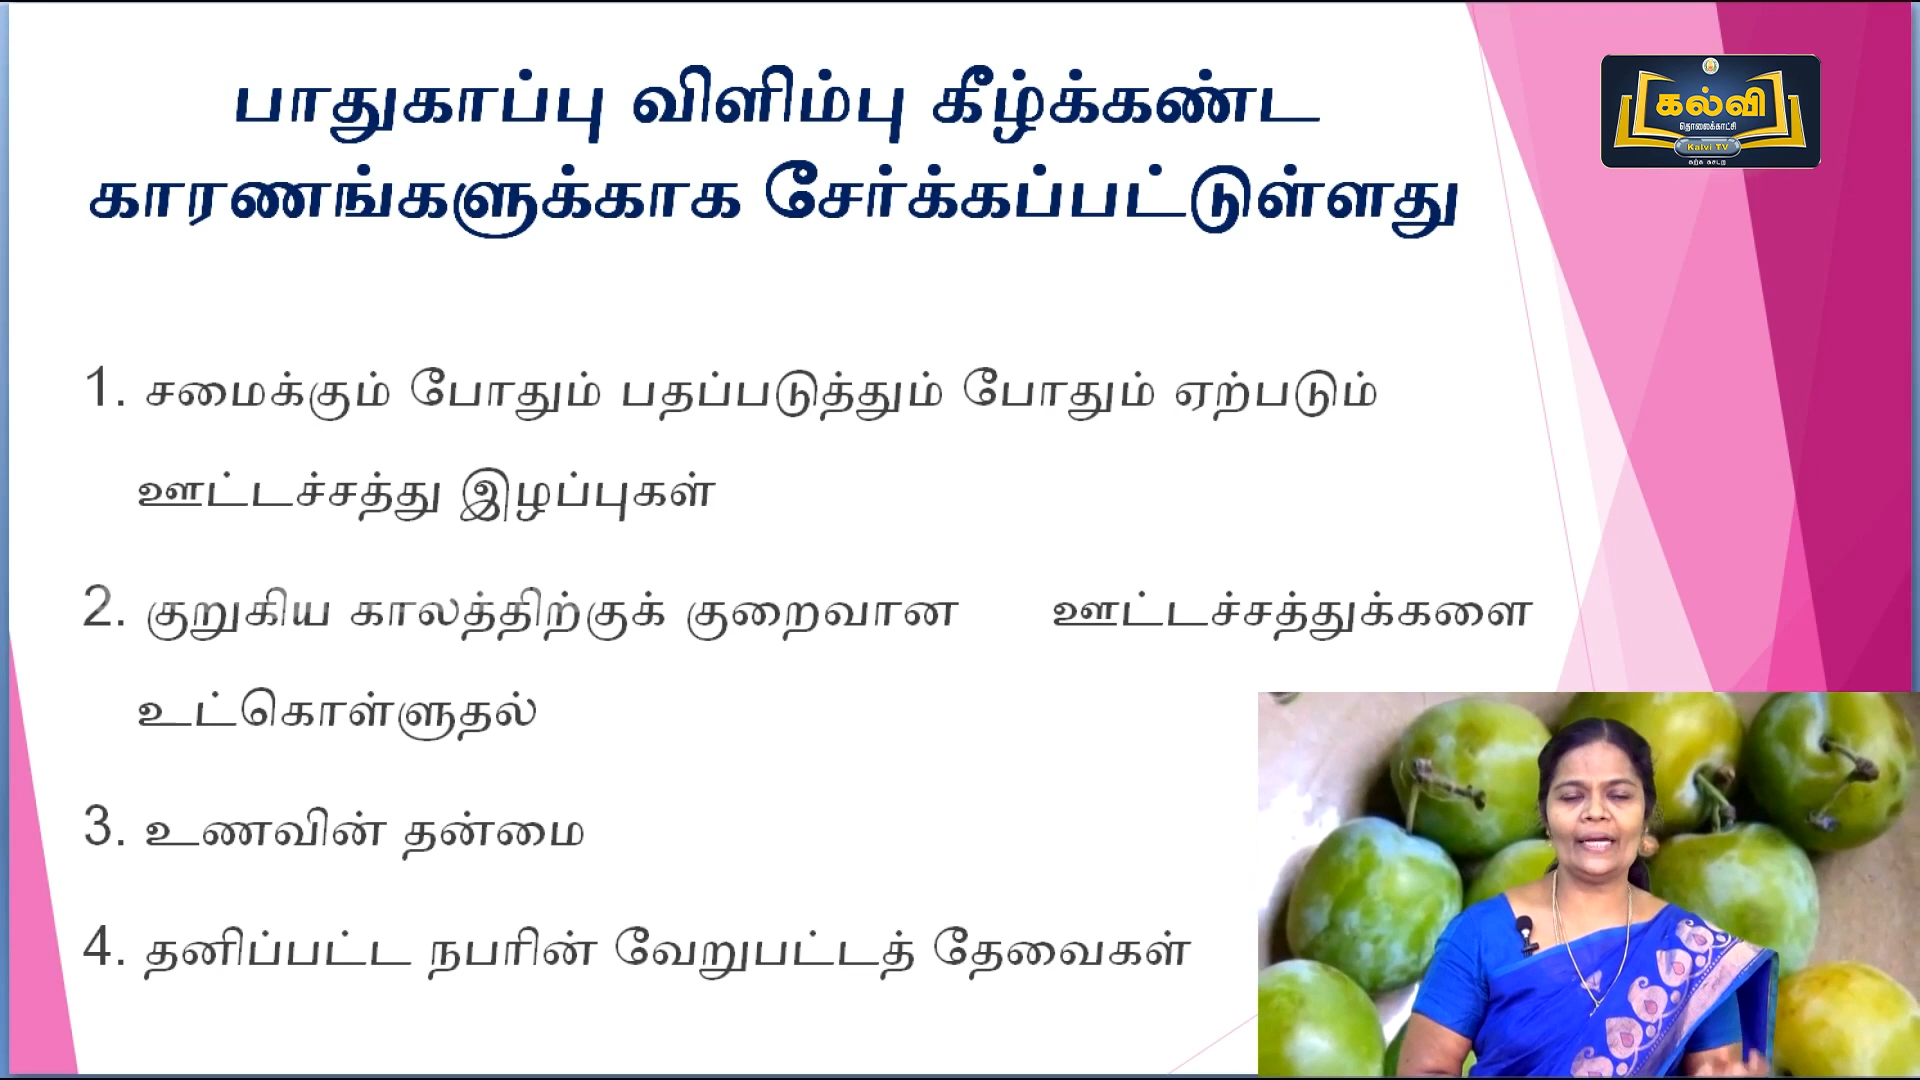 பாதுகாப்பு விளிம்பு கீழ்க்கண்ட
காரணங்களுக்காக சேர்க்கப்பட்டுள்ளது
கல்வி
தொலைக்காட்சி
Kalvi TV
கற்க கசடற
1. சமைக்கும் போதும் பதப்படுத்தும் போதும் ஏற்படும்
ஊட்டச்சத்து இழப்புகள்
2. குறுகிய காலத்திற்குக் குறைவான ஊட்டச்சத்துக்களை
உட்கொள்ளுதல்
3. உணவின் தன்மை
4. தனிப்பட்ட நபரின் வேறுபட்டத் தேவைகள்